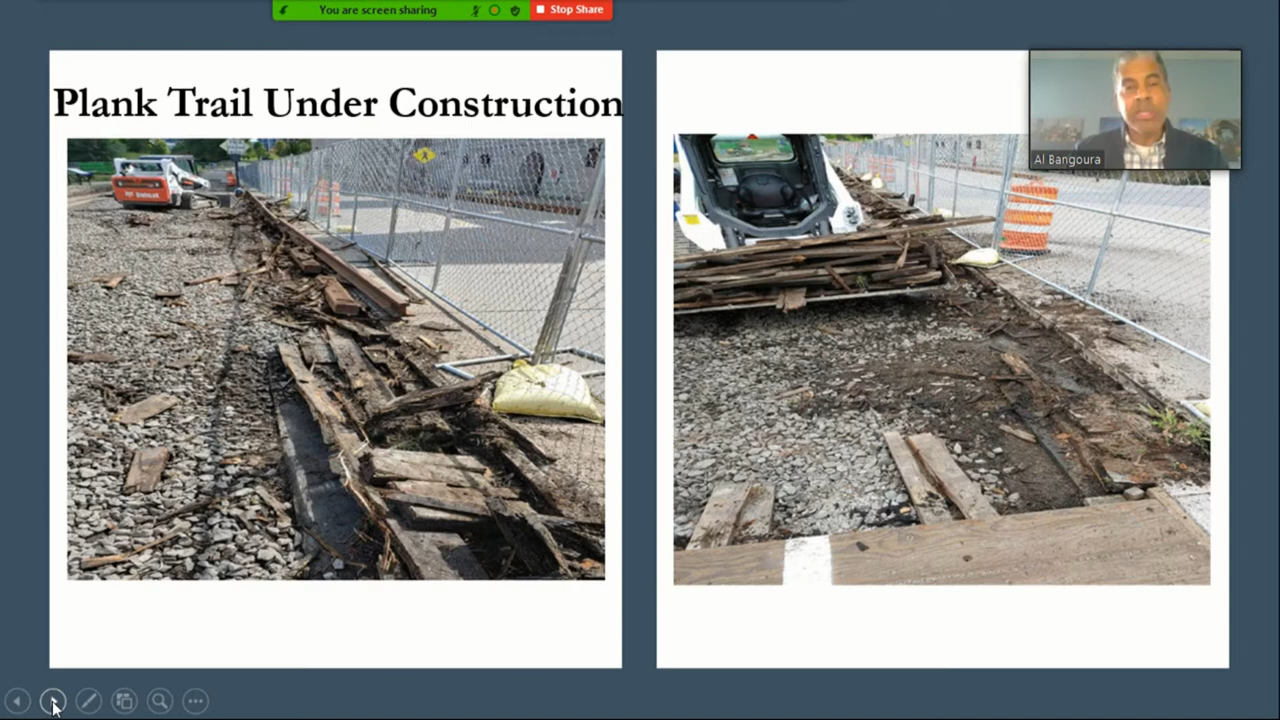 You are screen sharing
Stop Share
Plank Trail Under Construction
Al Bangoura